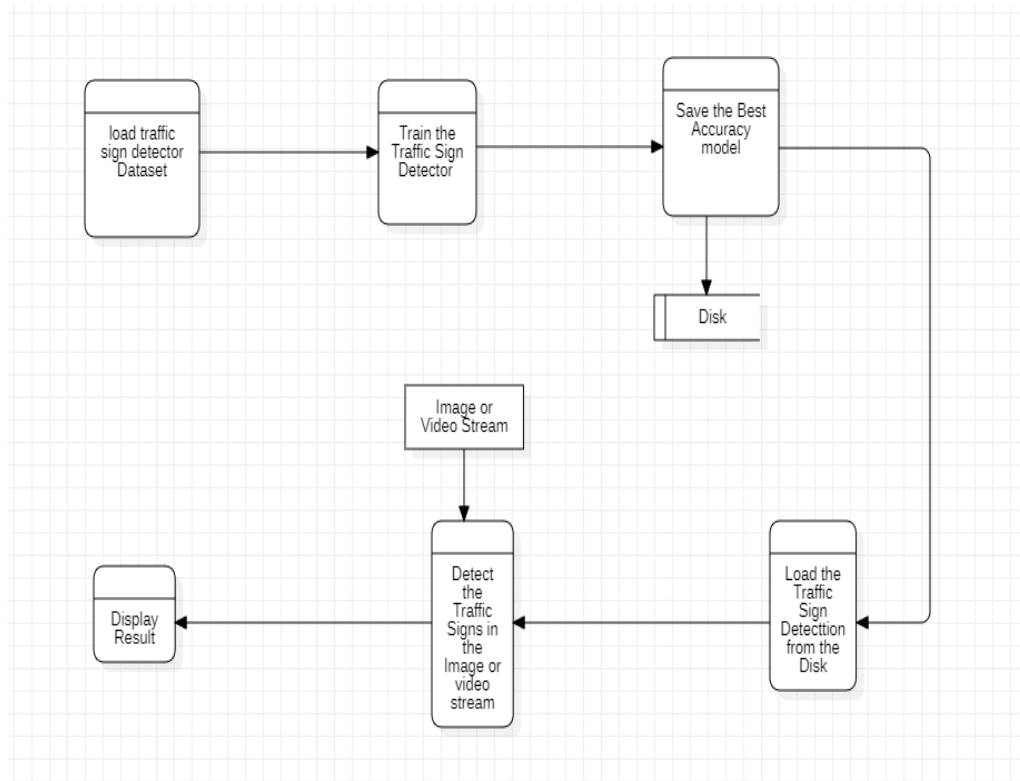 load traffic
sign detector
Dataset
Train the
Traffic Sign
Detector
Save the Best
Accuracy
model
Disk
Image or
Video Stream
Load the
Traffic
Sign
Detecttion
from the
Disk
Detect
the
Traffic
Signs in
the
Image or
video
stream
Display
Result